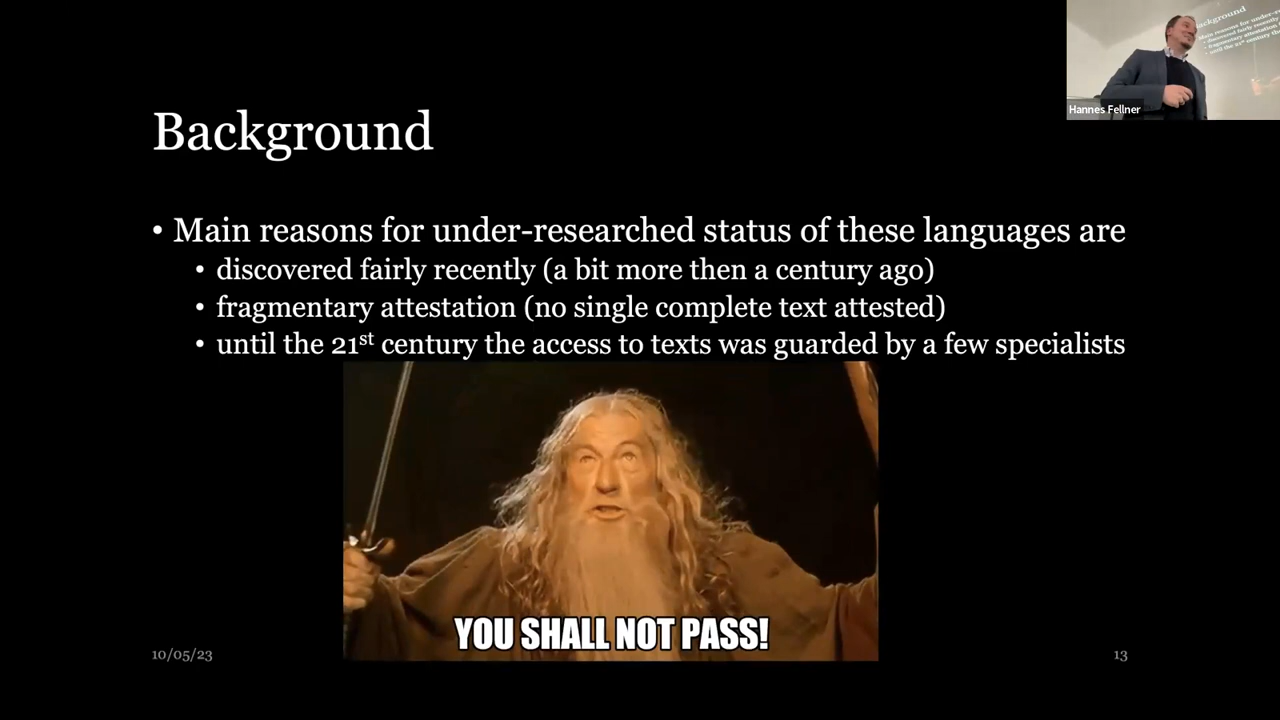 Background
• Main reasons for under-researched status of these languages are
• discovered fairly recently (a bit more then a century ago)
• fragmentary attestation (no single complete text attested)
• until the 21st century the access to texts was guarded by a few specialists
YOU SHALL NOT PASS!
10/05/23
13
Hannes Fellner